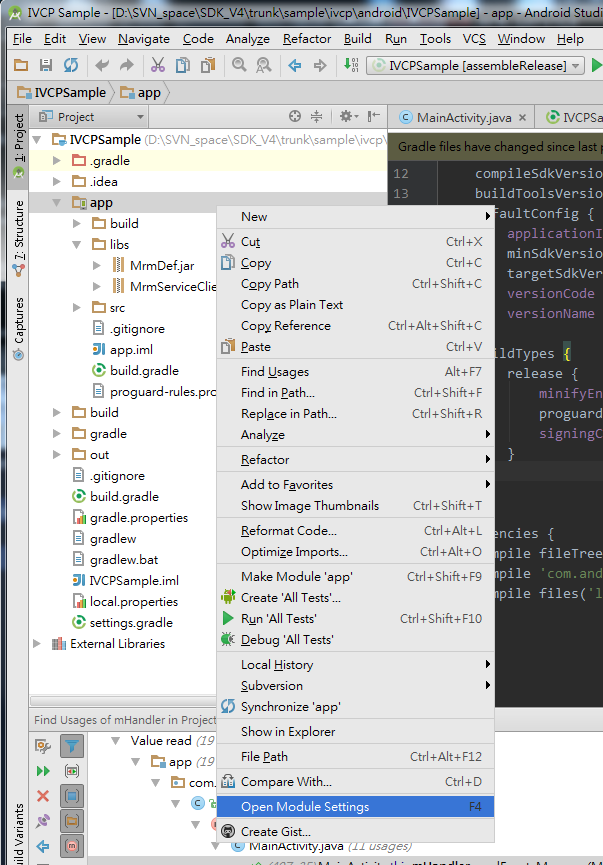 IVCP Sample - [D:\SVN_space\SDK_V4\trunk\sample\ivcp\android\IVCPSample] - app - Android Studi
File Edit View Navigate Code Analyze Refactor Build Run Tools VCS Window Help
IVCPSample [assembleRelease]
IVCPSample app
Project
MainActivity.java
IVCPS
1: Project
7: Structure
Captures
Build Variants
IVCPSample (D:\SVN_space\SDK_V4\trunk\sample\ivcp\
.gradle
.idea
app
build
libs
MrmDef.jar
MrmServiceClie
src
.gitignore
app.iml
build.gradle
proguard-rules.pro
build
gradle
out
.gitignore
build.gradle
gradle.properties
gradlew
gradlew.bat
IVCPSample.iml
local.properties
settings.gradle
External Libraries
Gradle files have changed since last p
12 compileSdkVersio
13 buildToolsVersio
faultConfig {
applicationI
minSdkVersio
targetSdkVer
versionCode
versionName
ildTypes {
release {
minifyEn
proguard
signingC
}
encies {
mpile fileTree
mpile 'com.and
mpile files('l
New
Cut Ctrl+X
Copy Ctrl+C
Copy Path Ctrl+Shift+C
Copy as Plain Text
Copy Reference Ctrl+Alt+Shift+C
Paste Ctrl+V
Find Usages Alt+F7
Find in Path... Ctrl+Shift+F
Replace in Path... Ctrl+Shift+R
Analyze
Refactor
Add to Favorites
Show Image Thumbnails Ctrl+Shift+T
Reformat Code... Ctrl+Alt+L
Optimize Imports... Ctrl+Alt+O
Make Module 'app' Ctrl+Shift+F9
Create 'All Tests'...
Run 'All Tests' Ctrl+Shift+F10
Debug 'All Tests'
Local History
Subversion
Synchronize 'app'
Show in Explorer
File Path Ctrl+Alt+F12
Compare With... Ctrl+D
Open Module Settings F4
Create Gist...
Find Usages of mHandler in Project
Value read (19
app (19
com.
MainActivity.java (11 usages)